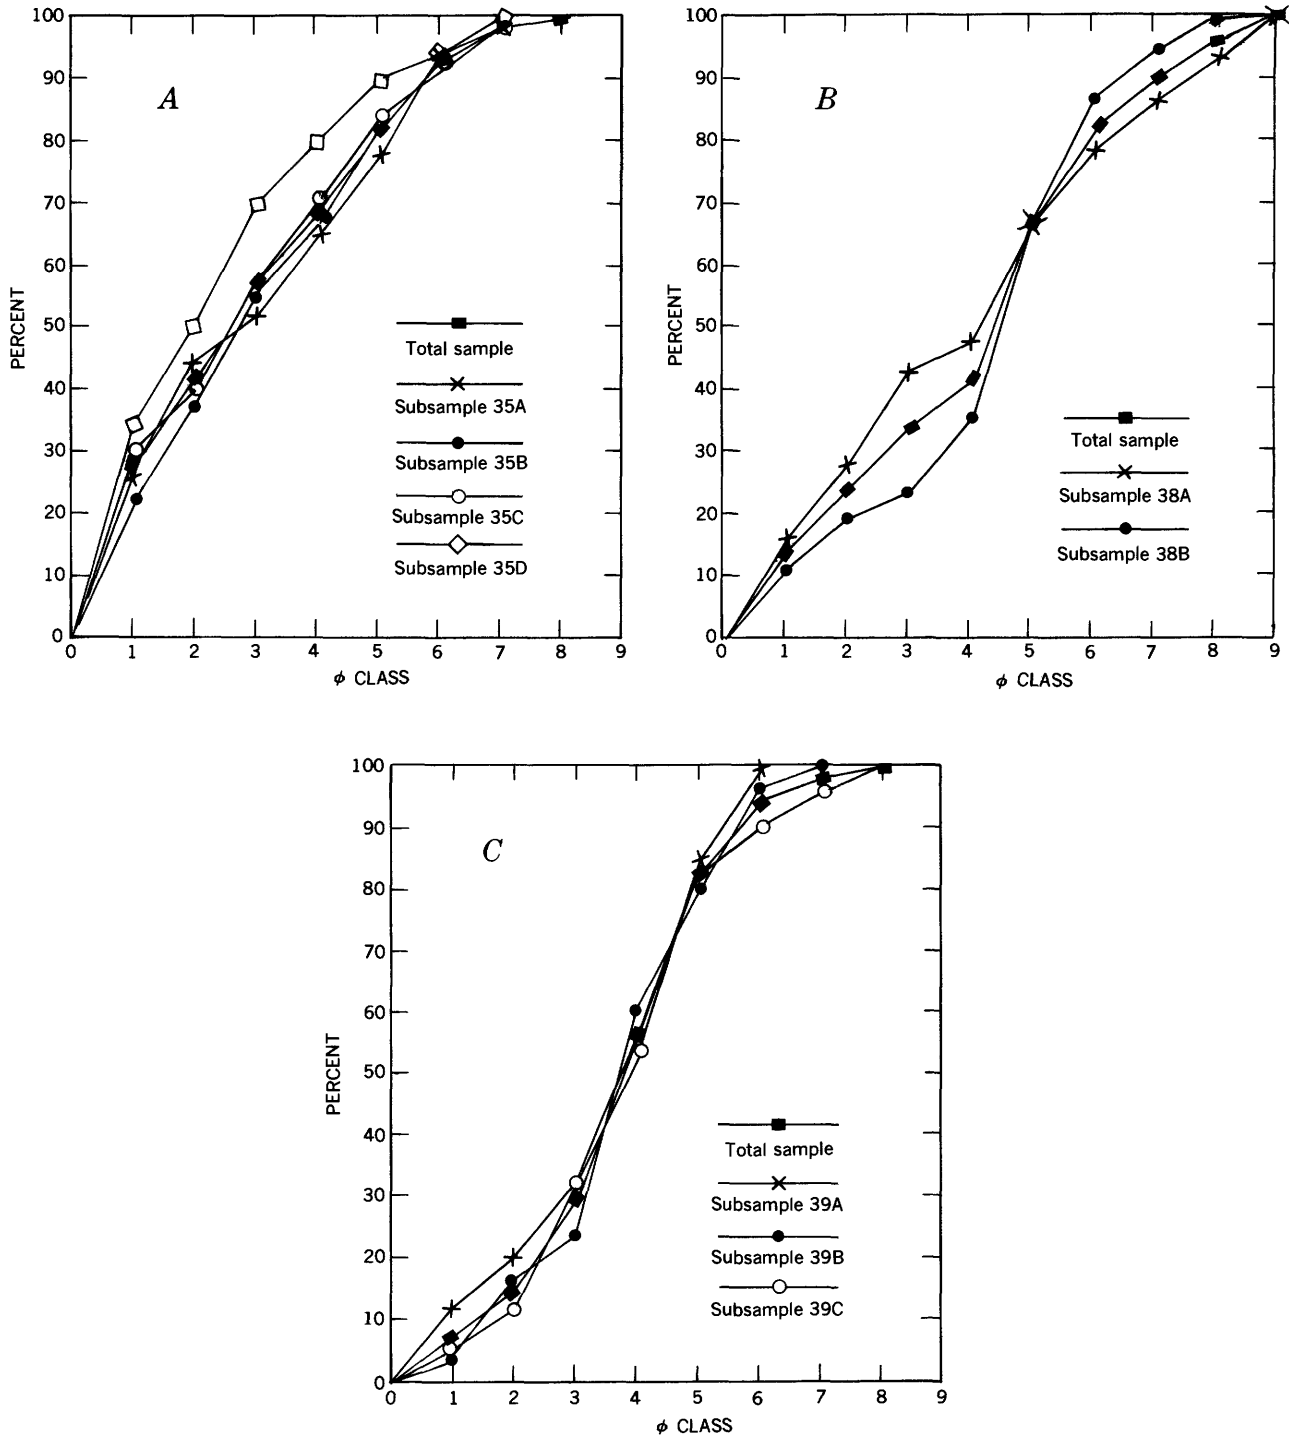 A
100
90
80
70
60
50
40
30
20
10
0
PERCENT
0 1 2 3 4 5 6 7 8 9
φ CLASS
Total sample
Subsample 35A
Subsample 35B
Subsample 35C
Subsample 35D
B
100
90
80
70
60
50
40
30
20
10
0
PERCENT
0 1 2 3 4 5 6 7 8 9
φ CLASS
Total sample
Subsample 38A
Subsample 38B
C
100
90
80
70
60
50
40
30
20
10
0
PERCENT
0 1 2 3 4 5 6 7 8 9
φ CLASS
Total sample
Subsample 39A
Subsample 39B
Subsample 39C